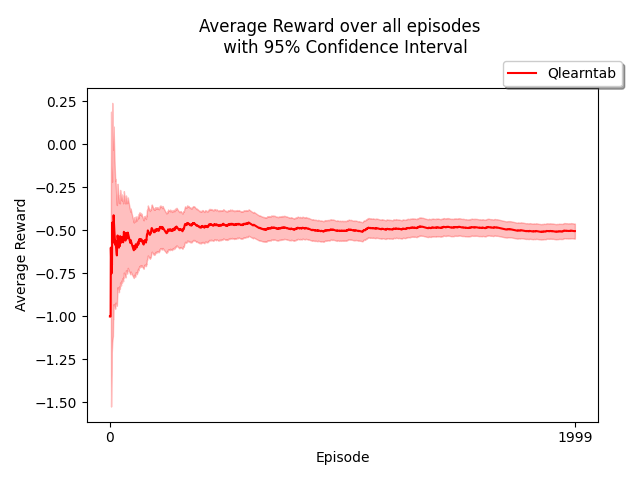 Average Reward over all episodes
with 95% Confidence Interval
Qlearntab
0.25
0.00
−0.25
−0.50
−0.75
−1.00
−1.25
−1.50
Average Reward
0
1999
Episode